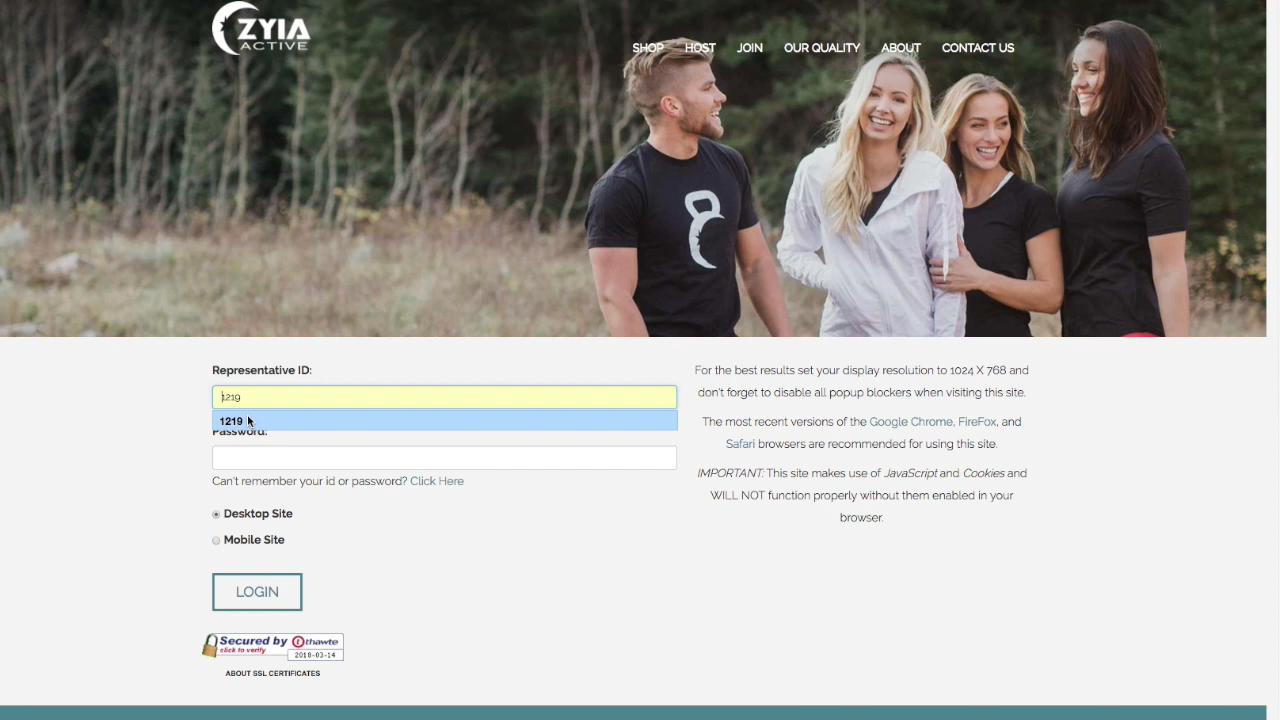 ZYIA
ACTIVE
SHOP HOST JOIN OUR QUALITY ABOUT CONTACT US
Representative ID:
1219
1219
Password:
Can't remember your id or password? Click Here
Desktop Site
Mobile Site
LOGIN
Secured by thawte
click to verify
2018-03-14
ABOUT SSL CERTIFICATES
For the best results set your display resolution to 1024 X 768 and
don't forget to disable all popup blockers when visiting this site.
The most recent versions of the Google Chrome, FireFox, and
Safari browsers are recommended for using this site.
IMPORTANT: This site makes use of JavaScript and Cookies and
WILL NOT function properly without them enabled in your
browser.